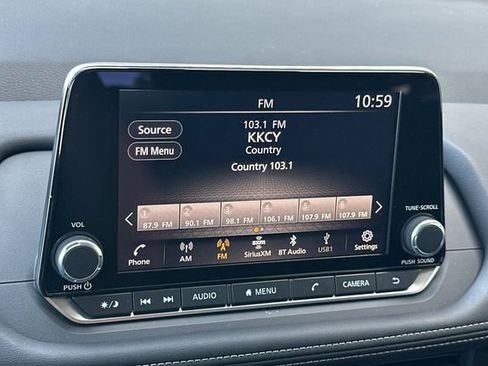 FM 10:59
Source
FM Menu
103.1 FM
KKCY
Country
Country 103.1
1 2 3 4 5 6
87.9 FM 90.1 FM 98.1 FM 106.1 FM 107.9 FM 107.9 FM
Phone AM FM SiriusXM BT Audio USB1 Settings
VOL
PUSH
TUNE·SCROLL
PUSH SOUND
AUDIO MENU CAMERA